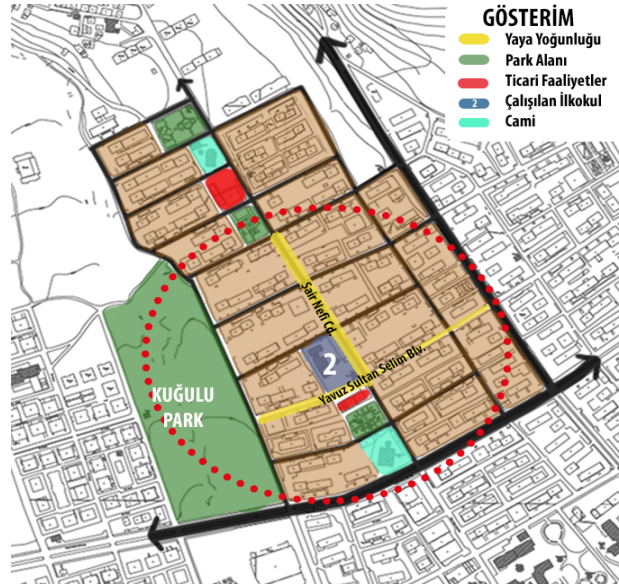 GÖSTERİM
Yaya Yoğunluğu
Park Alanı
Ticari Faaliyetler
2 Çalışılan İlkokul
Cami
Şair Nefi Cd.
2
Yavuz Sultan Selim Blv.
KUĞULU
PARK